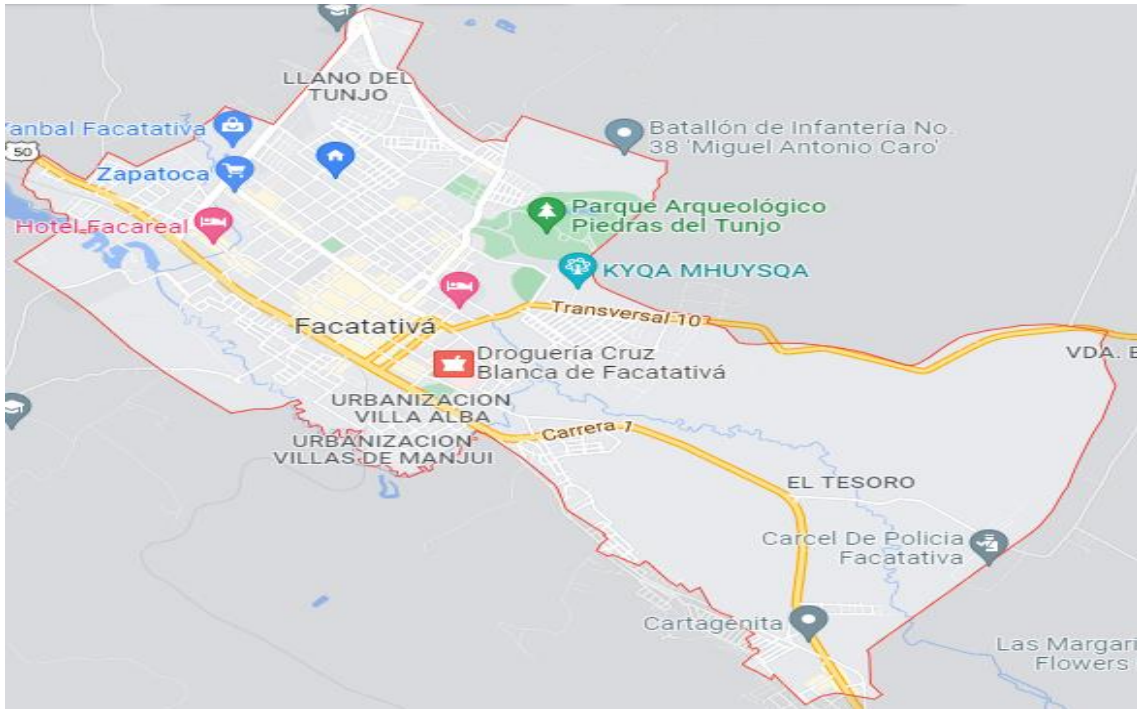 LLANO DEL
TUNJO
Yanbal Facatativa
50
Zapatoca
Hotel Facareal
Batallón de Infantería No.
38 'Miguel Antonio Caro'
Parque Arqueológico
Piedras del Tunjo
KYQA MHUYSQA
Transversal 10
Facatativá
VDA. E
Droguería Cruz
Blanca de Facatativá
URBANIZACION
VILLA ALBA
URBANIZACION
VILLAS DE MANJUI
Carrera 1
EL TESORO
Carcel De Policia
Facatativa
Cartagenita
Las Margari
Flowers